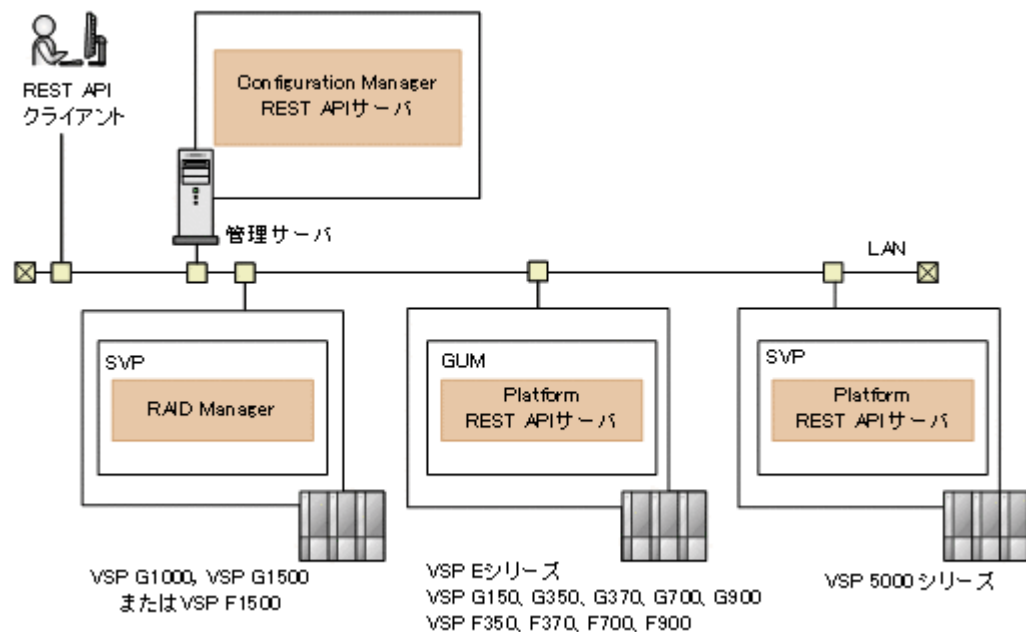 REST API
クライアント
Configuration Manager
REST APIサーバ
管理サーバ
LAN
SVP
RAID Manager
GUM
Platform
REST APIサーバ
SVP
Platform
REST APIサーバ
VSP G1000, VSP G1500
またはVSP F1500
VSP Eシリーズ
VSP G150、G350、G370、G700、G900
VSP F350、F370、F700、F900
VSP 5000 シリーズ